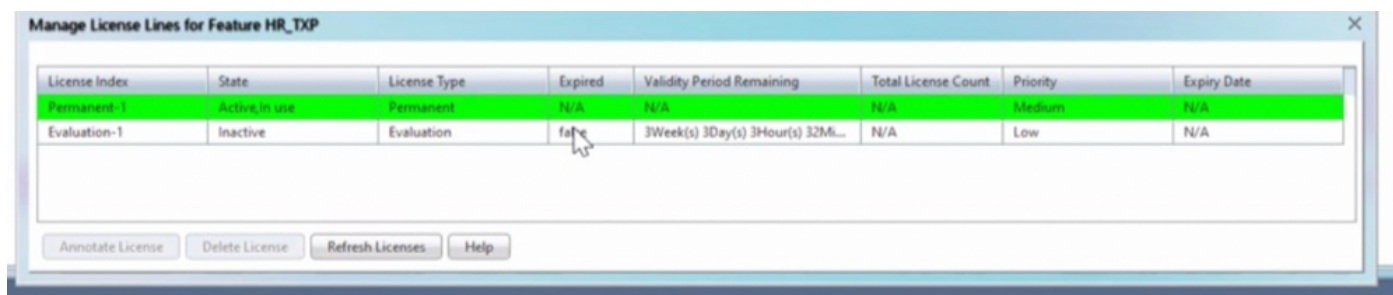 Manage License Lines for Feature HR_TXP
License Index State License Type Expired Validity Period Remaining Total License Count Priority Expiry Date
Permanent-1 Active,In use Permanent N/A N/A N/A Medium N/A
Evaluation-1 Inactive Evaluation false 3Week(s) 3Day(s) 3Hour(s) 32Mi... N/A Low N/A
Annotate License Delete License Refresh Licenses Help